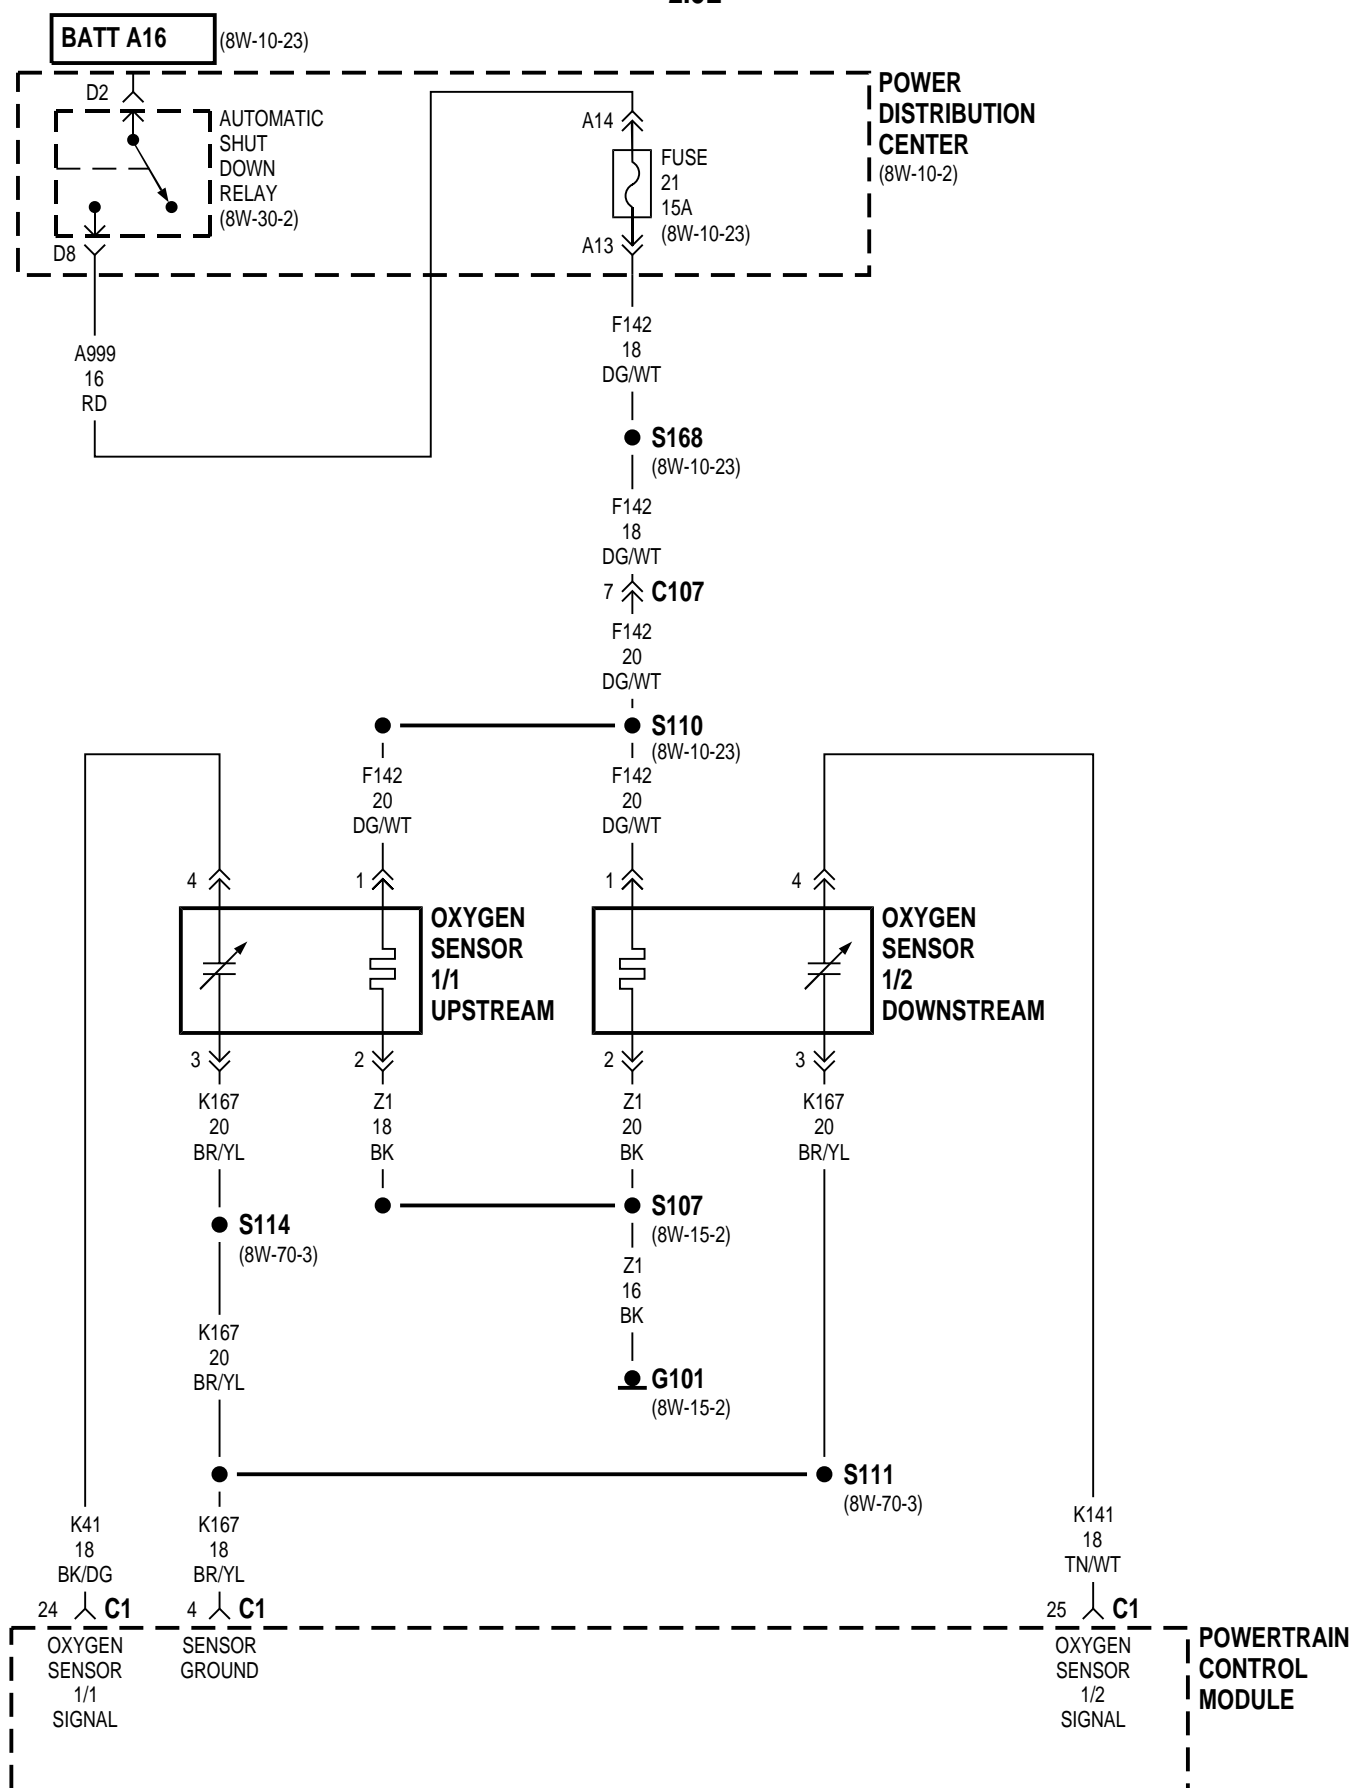 BATT A16 (8W-10-23)
POWER
DISTRIBUTION
CENTER
(8W-10-2)
D2
AUTOMATIC
SHUT
DOWN
RELAY
(8W-30-2)
D8
A14
FUSE
21
15A
(8W-10-23)
A13
A999
16
RD
F142
18
DG/WT
S168
(8W-10-23)
F142
18
DG/WT
7 C107
F142
20
DG/WT
S110
(8W-10-23)
F142
20
DG/WT
F142
20
DG/WT
4 1 1 4
OXYGEN
SENSOR
1/1
UPSTREAM
OXYGEN
SENSOR
1/2
DOWNSTREAM
3 2 2 3
K167
20
BR/YL
Z1
18
BK
Z1
20
BK
K167
20
BR/YL
S107
(8W-15-2)
S114
(8W-70-3)
Z1
16
BK
K167
20
BR/YL
G101
(8W-15-2)
S111
(8W-70-3)
K41
18
BK/DG
K167
18
BR/YL
K141
18
TN/WT
24 C1 4 C1 25 C1
POWERTRAIN
CONTROL
MODULE
OXYGEN
SENSOR
1/1
SIGNAL
SENSOR
GROUND
OXYGEN
SENSOR
1/2
SIGNAL